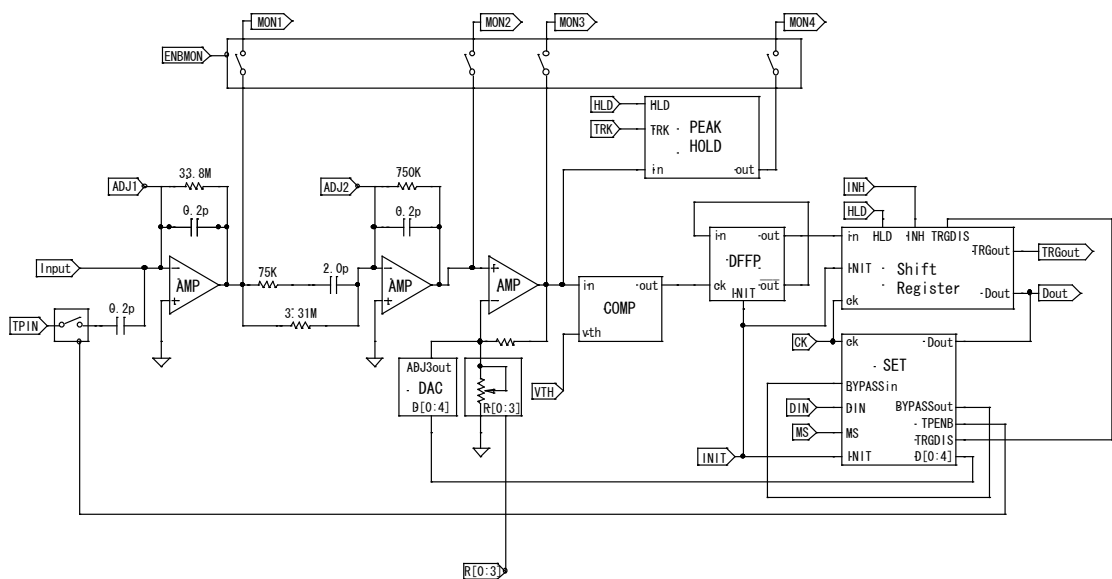 MON1
MON2
MON3
MON4
ENBMON
HLD
TRK
HLD
TRK
PEAK
HOLD
in
out
ADJ1
33.8M
0.2p
ADJ2
750K
0.2p
INH
HLD
Input
AMP
75K
2.0p
3.31M
AMP
AMP
TPIN
0.2p
in
out
COMP
vth
VTH
in
out
DFFP
ck
INIT
out
in
HLD
INH
TRGDIS
INIT
TRGout
Shift
Register
ck
Dout
TRGout
Dout
CK
ADJ3out
DAC
D[0:4]
R[0:3]
ck
Dout
SET
BYPASSin
BYPASSout
DIN
DIN
TPENB
MS
MS
TRGDIS
INIT
INIT
D[0:4]
R[0:3]